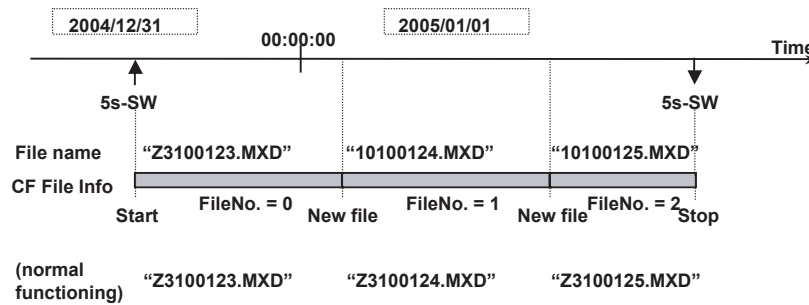 2004/12/31 2005/01/01
00:00:00
Time
5s-SW 5s-SW
File name “Z3100123.MXD” “10100124.MXD” “10100125.MXD”
CF File Info
FileNo. = 0 FileNo. = 1 FileNo. = 2
Start New file New file Stop
(normal
functioning) “Z3100123.MXD” “Z3100124.MXD” “Z3100125.MXD”